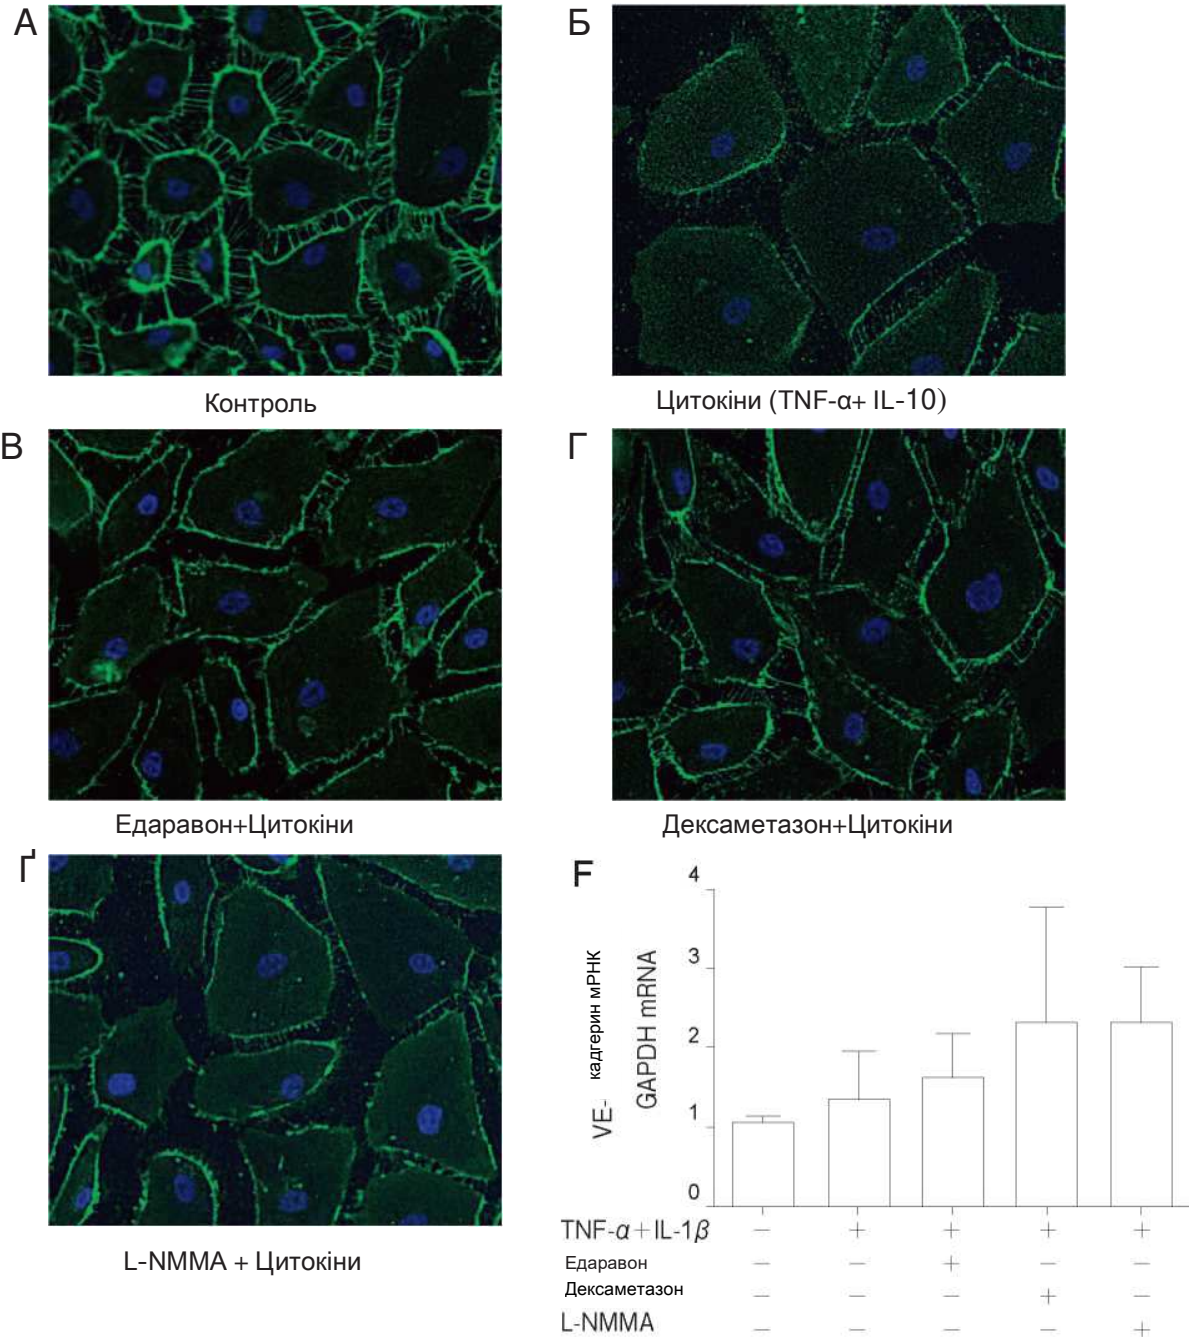 А
Б
Контроль
Цитокіни (TNF-α+ IL-10)
В
Г
Едаравон+Цитокіни
Дексаметазон+Цитокіни
Ґ
L-NMMA + Цитокіни
F
VE- кадгерин мРНК
GAPDH mRNA
4
3
2
1
0
TNF-α+IL-1β − + + + +
Едаравон − − + − −
Дексаметазон − − − + −
L-NMMA − − − − +